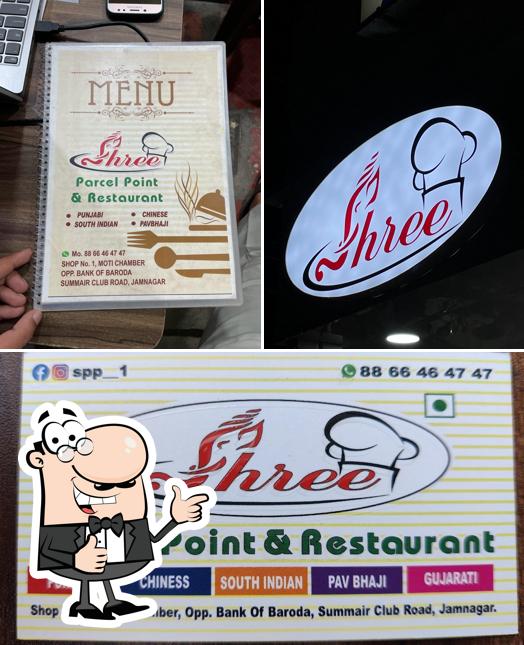 MENU
Shree
Parcel Point
& Restaurant
• PUNJABI • CHINESE
• SOUTH INDIAN • PAVBHAJI
Mo. 88 66 46 47 47
SHOP No. 1, MOTI CHAMBER
OPP. BANK OF BARODA
SUMMAIR CLUB ROAD, JAMNAGAR
Shree
spp__1 88 66 46 47 47
Shree
Point & Restaurant
CHINESS SOUTH INDIAN PAV BHAJI GUJARATI
Shop mber, Opp. Bank Of Baroda, Summair Club Road, Jamnagar.